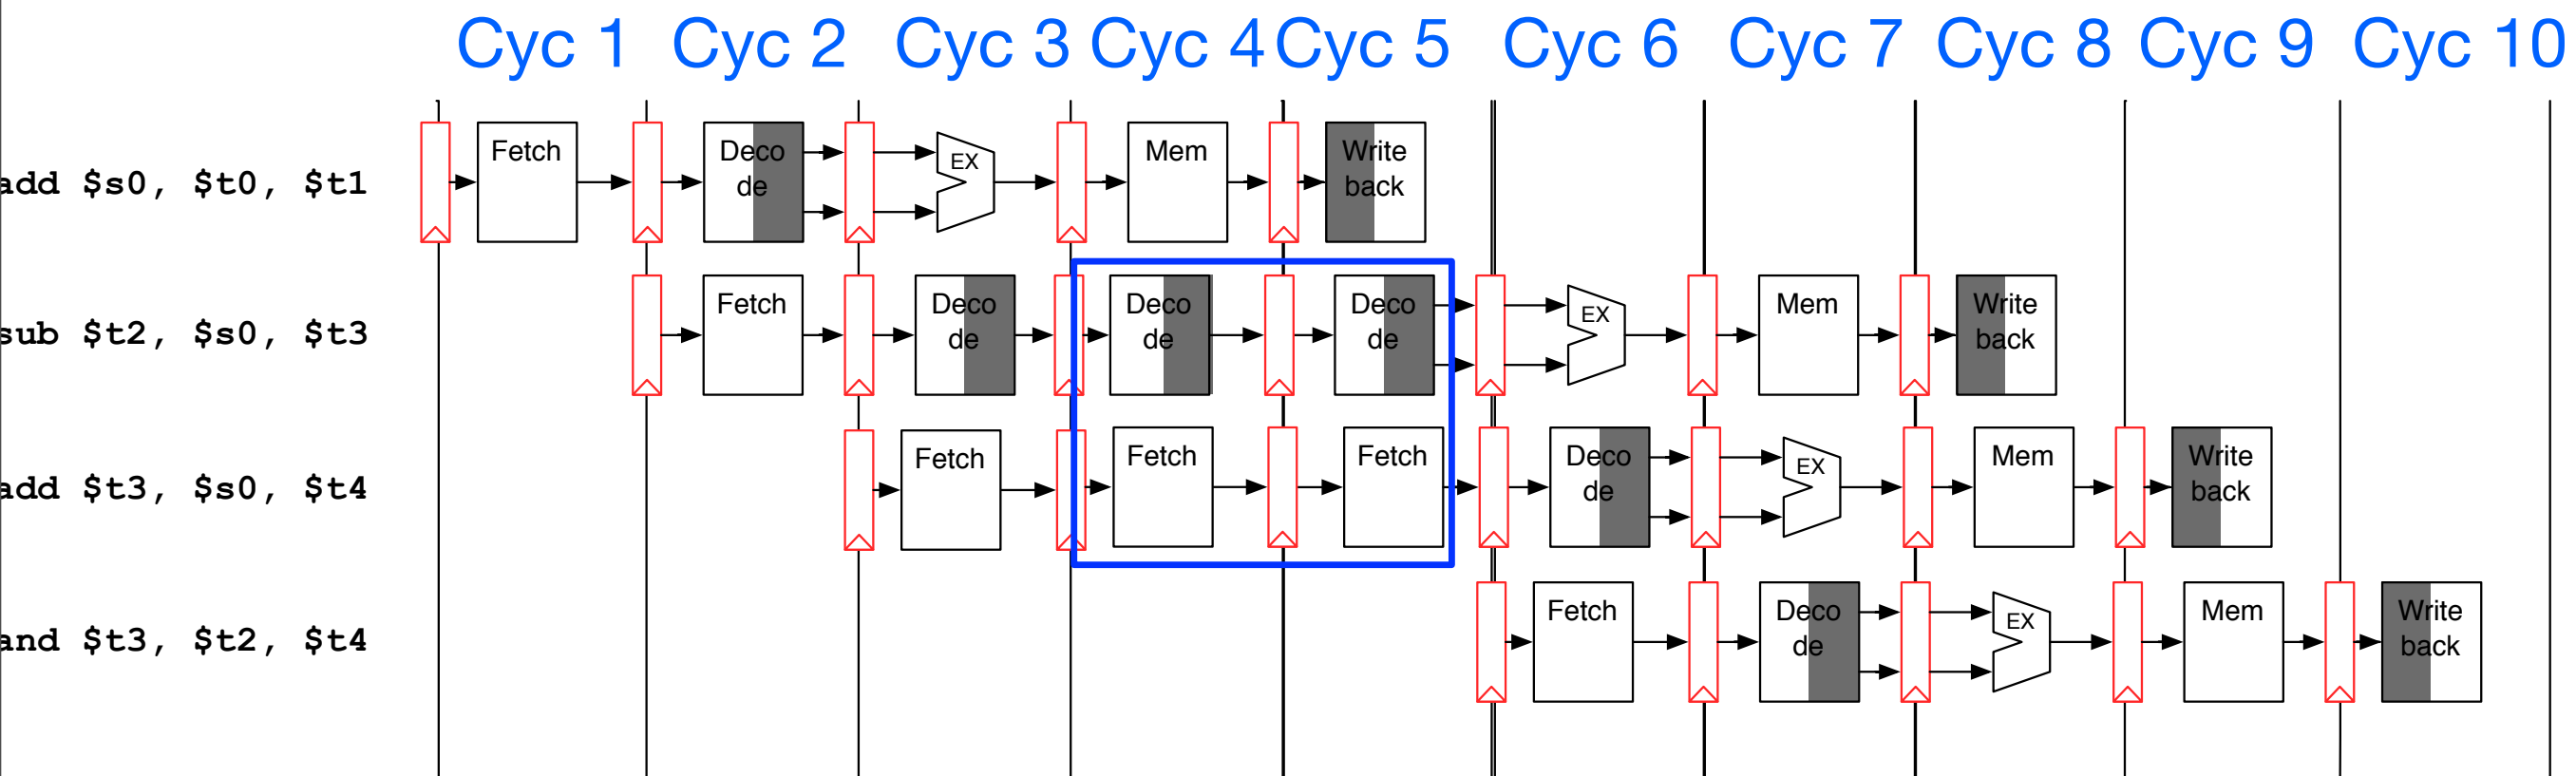 Cyc 1 Cyc 2 Cyc 3 Cyc 4 Cyc 5 Cyc 6 Cyc 7 Cyc 8 Cyc 9 Cyc 10
add $s0, $t0, $t1
Fetch
Deco
de
EX
Mem
Write
back
sub $t2, $s0, $t3
Fetch
Deco
de
Deco
de
Deco
de
EX
Mem
Write
back
add $t3, $s0, $t4
Fetch
Fetch
Fetch
Deco
de
EX
Mem
Write
back
and $t3, $t2, $t4
Fetch
Deco
de
EX
Mem
Write
back